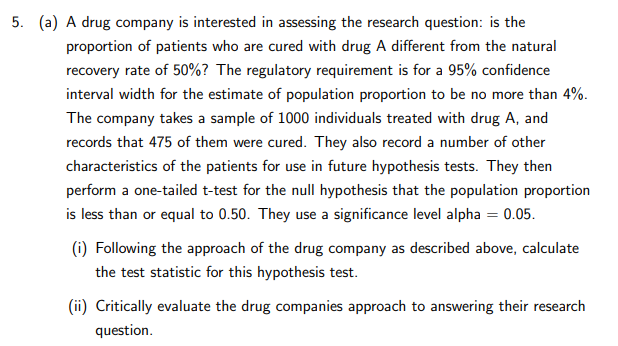 5. (a) A drug company is interested in assessing the research question: is the
proportion of patients who are cured with drug A different from the natural
recovery rate of 50%? The regulatory requirement is for a 95% confidence
interval width for the estimate of population proportion to be no more than 4%.
The company takes a sample of 1000 individuals treated with drug A, and
records that 475 of them were cured. They also record a number of other
characteristics of the patients for use in future hypothesis tests. They then
perform a one-tailed t-test for the null hypothesis that the population proportion
is less than or equal to 0.50. They use a significance level alpha = 0.05.
(i) Following the approach of the drug company as described above, calculate
the test statistic for this hypothesis test.
(ii) Critically evaluate the drug companies approach to answering their research
question.